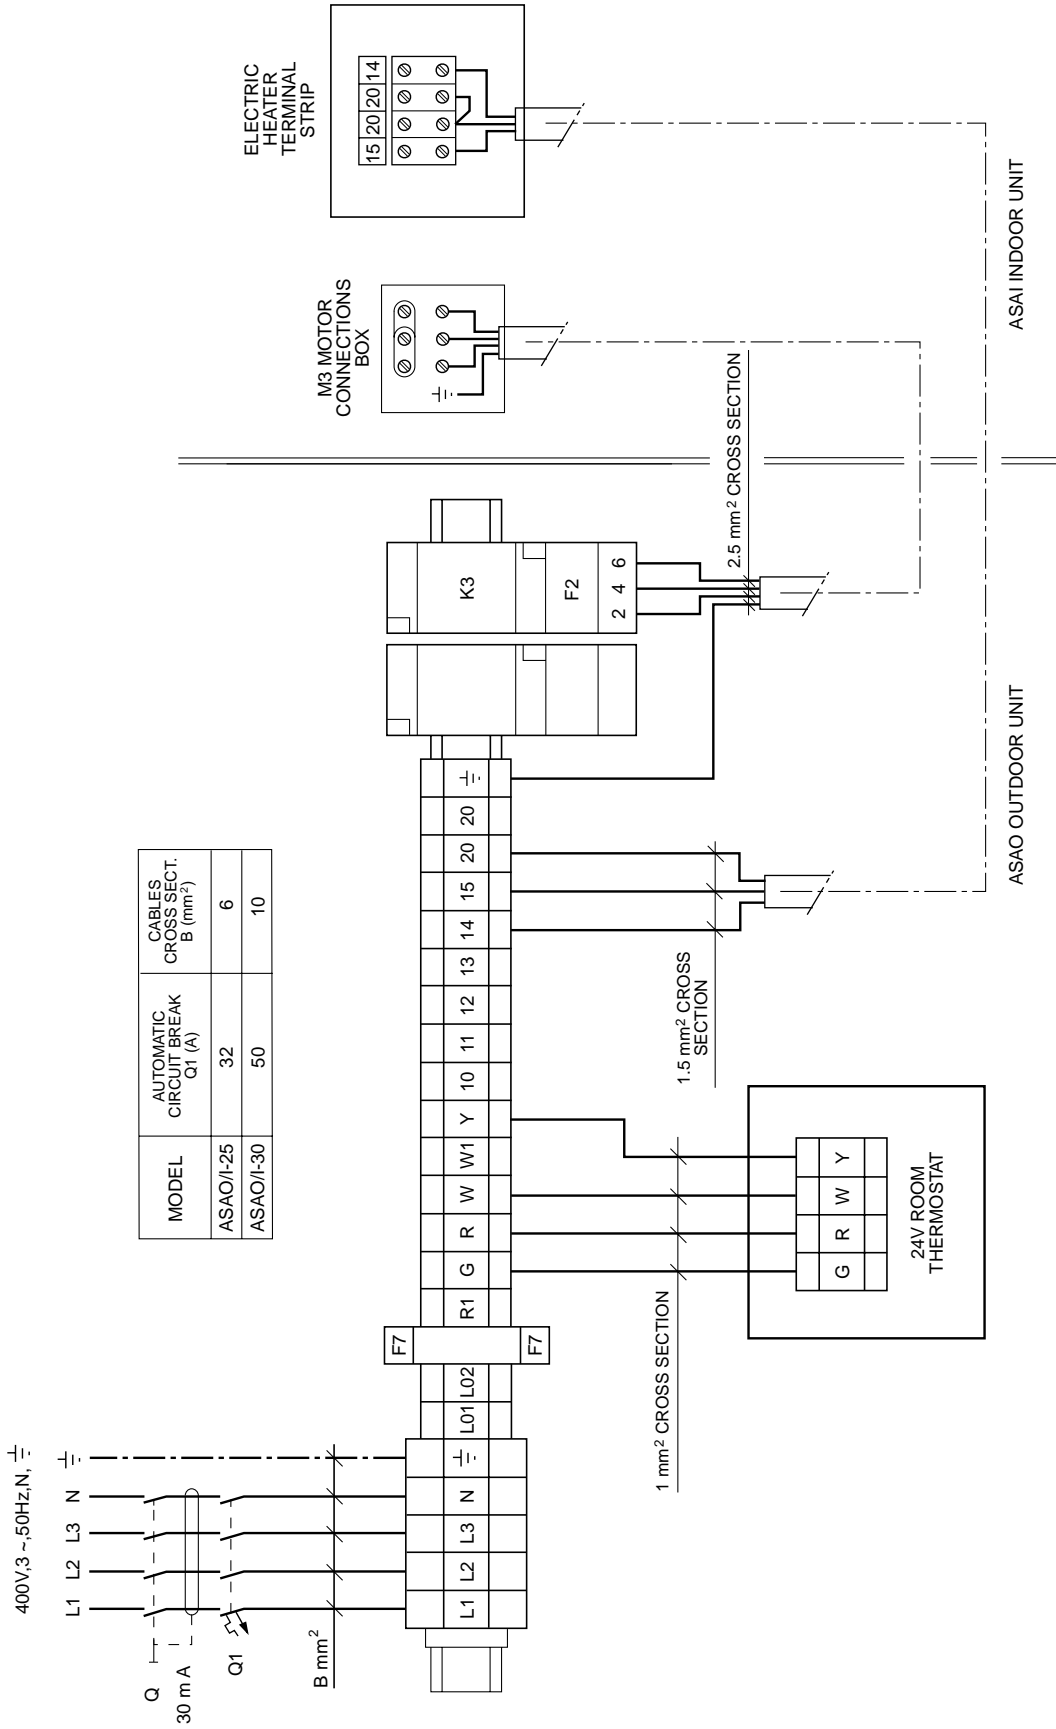 400V,3 ~,50Hz,N,
L1 L2 L3 N
Q
30 m A
Q1
B mm²
L1 L2 L3 N L01 L02 R1 G R W W1 Y 10 11 12 13 14 15 20 20
F7
F7
MODEL
AUTOMATIC
CIRCUIT BREAK
Q1 (A)
CABLES
CROSS SECT.
B (mm²)
ASAO/I-25 32 6
ASAO/I-30 50 10
K3
F2
2 4 6
1 mm² CROSS SECTION
G R W Y
24V ROOM
THERMOSTAT
1.5 mm² CROSS
SECTION
2.5 mm² CROSS SECTION
ASAO OUTDOOR UNIT
ASAI INDOOR UNIT
M3 MOTOR
CONNECTIONS
BOX
ELECTRIC
HEATER
TERMINAL
STRIP
15 20 20 14